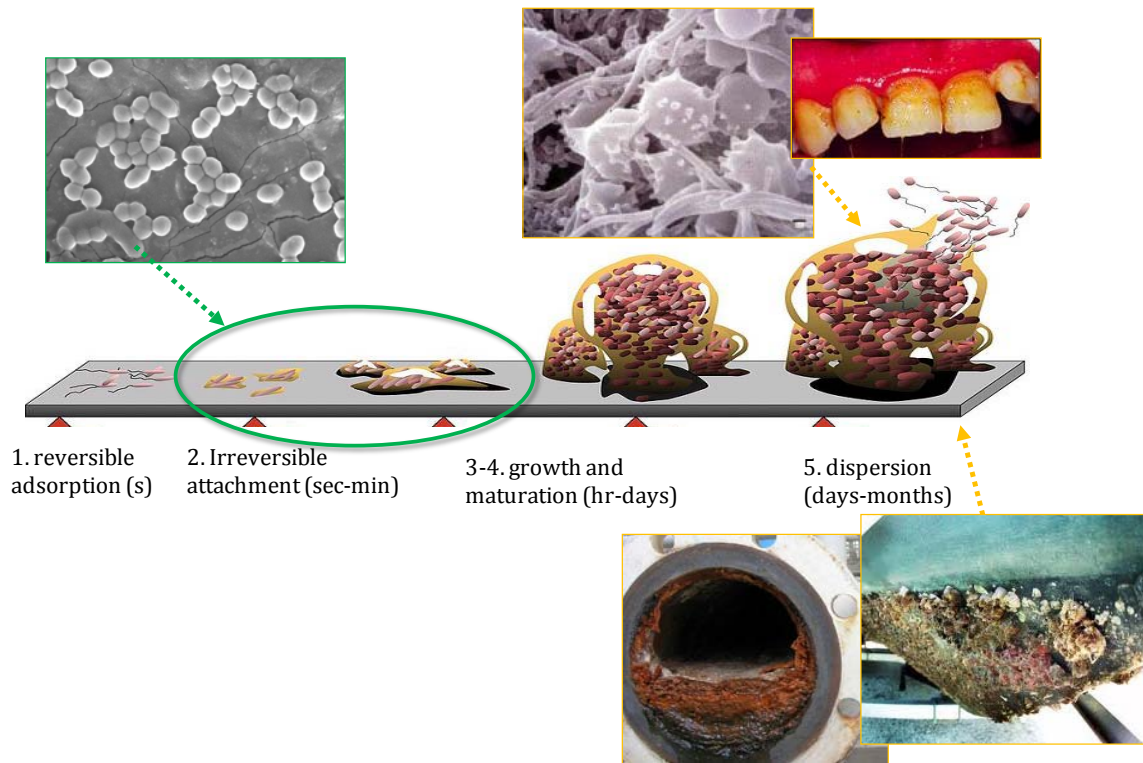 1. reversible
adsorption (s)
2. Irreversible
attachment (sec-min)
3-4. growth and
maturation (hr-days)
5. dispersion
(days-months)